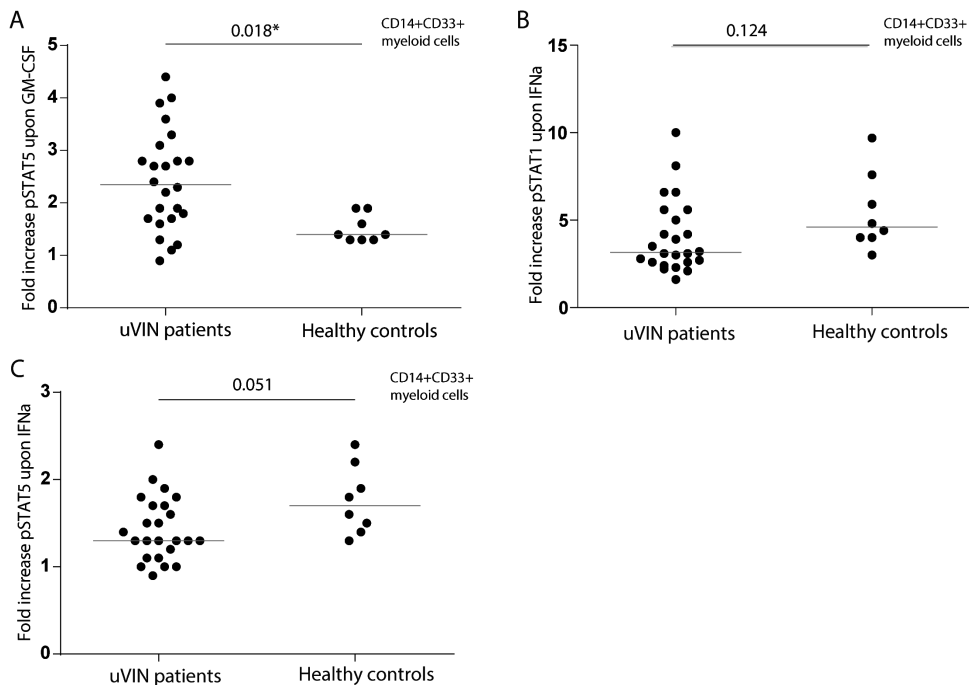 A
0.018*
CD14+CD33+
myeloid cells
Fold increase pSTAT5 upon GM-CSF
5
4
3
2
1
0
uVIN patients
Healthy controls
B
0.124
CD14+CD33+
myeloid cells
Fold increase pSTAT1 upon IFNa
15
10
5
0
uVIN patients
Healthy controls
C
0.051
CD14+CD33+
myeloid cells
Fold increase pSTAT5 upon IFNa
3
2
1
0
uVIN patients
Healthy controls